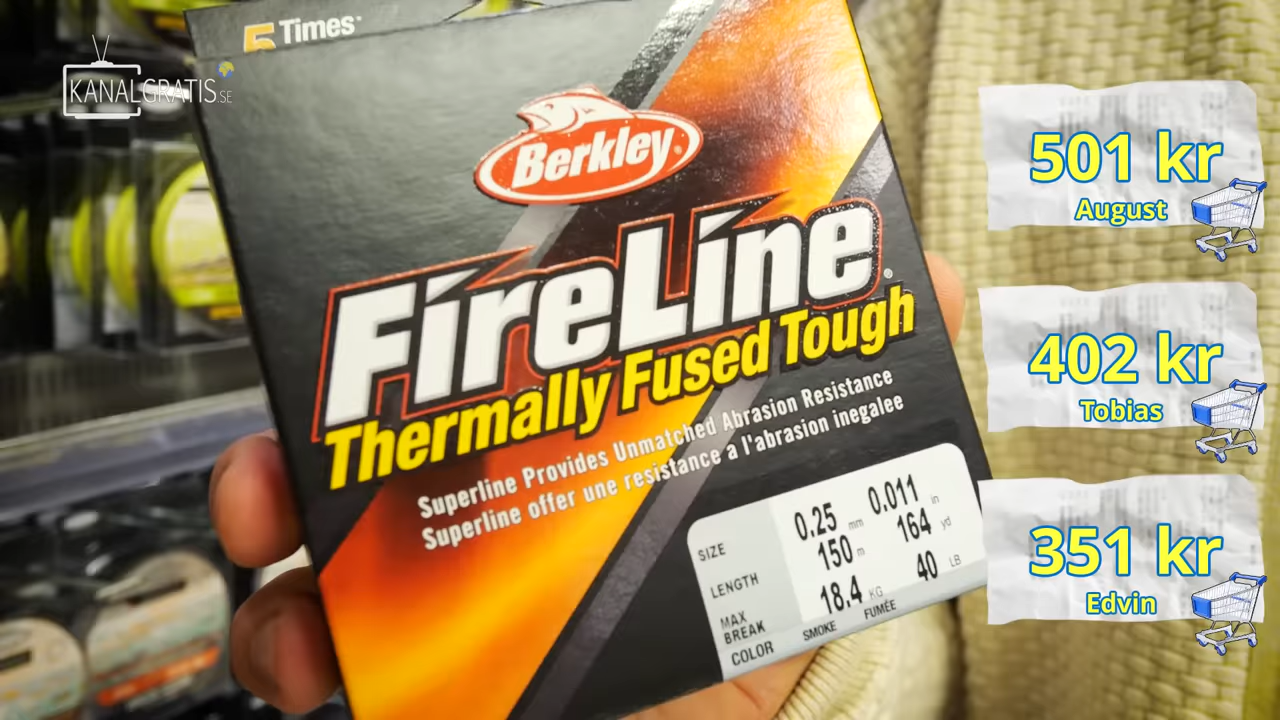 5 Times
KANALGRATIS.SE
Berkley
FireLine
Thermally Fused Tough
Superline Provides Unmatched Abrasion Resistance
Superline offer une resistance a l'abrasion inegalee
SIZE 0.25 mm 0.011 in
LENGTH 150 m 164 yd
MAX BREAK 18.4 KG 40 LB
COLOR SMOKE FUMÉE
501 kr
August
402 kr
Tobias
351 kr
Edvin